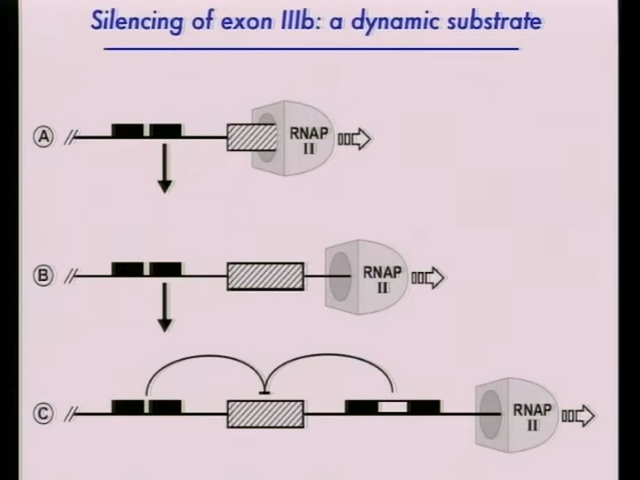 Silencing of exon IIIb: a dynamic substrate
A
RNAP
II
B
RNAP
II
C
RNAP
II